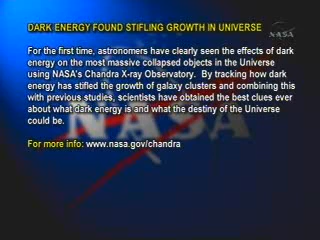 DARK ENERGY FOUND STIFLING GROWTH IN UNIVERSE
NASA
For the first time, astronomers have clearly seen the effects of dark
energy on the most massive collapsed objects in the Universe
using NASA's Chandra X-ray Observatory. By tracking how dark
energy has stifled the growth of galaxy clusters and combining this
with previous studies, scientists have obtained the best clues ever
about what dark energy is and what the destiny of the Universe
could be.
NASA
For more info: www.nasa.gov/chandra